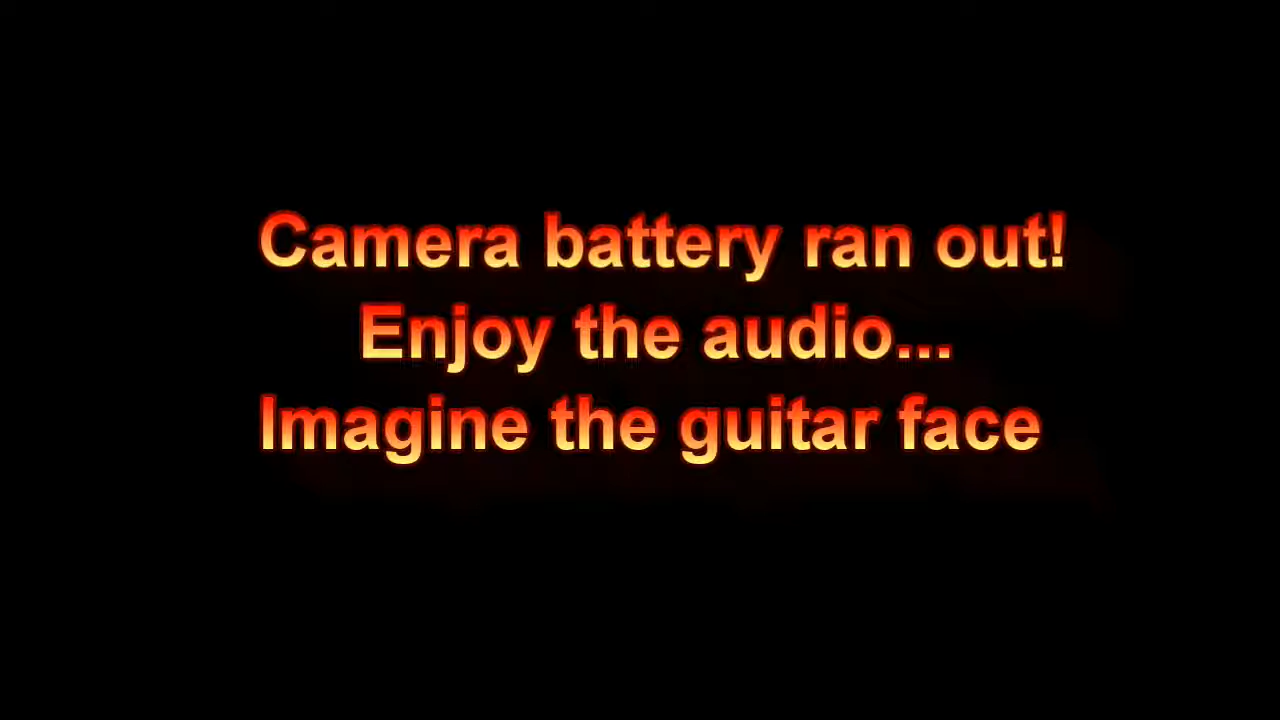 Camera battery ran out!
Enjoy the audio...
Imagine the guitar face